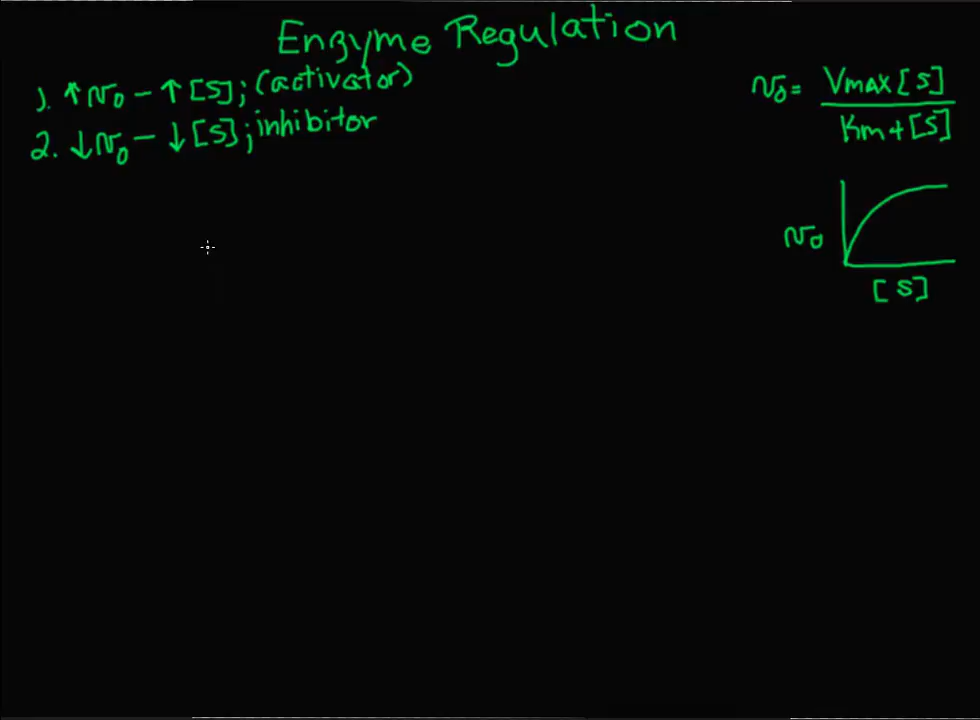 Enzyme Regulation
1. ↑ v₀ - ↑ [S]; (activator)
2. ↓ v₀ - ↓ [S]; inhibitor
v₀ = Vmax [S]
Km + [S]
v₀
[S]